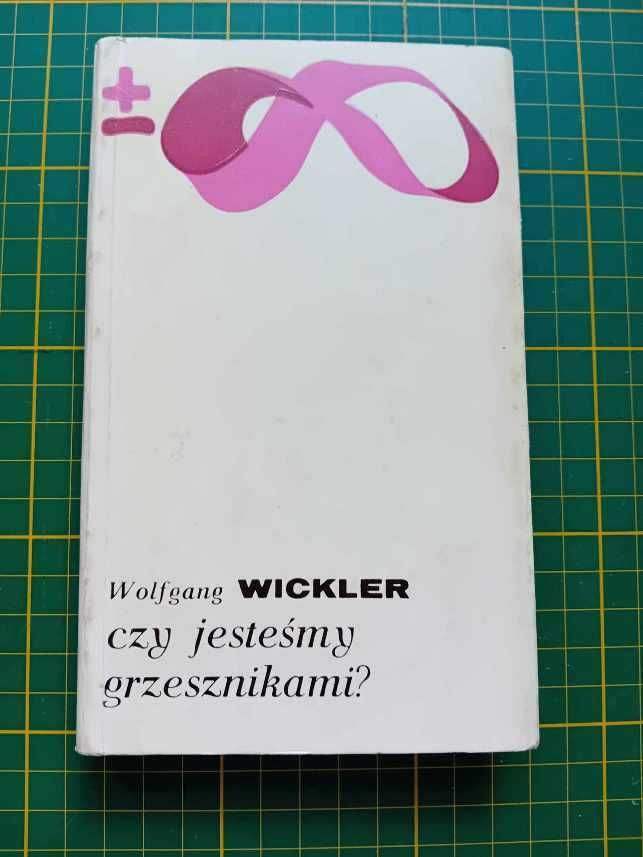 ± ∞
Wolfgang WICKLER
czy jesteśmy
grzesznikami?